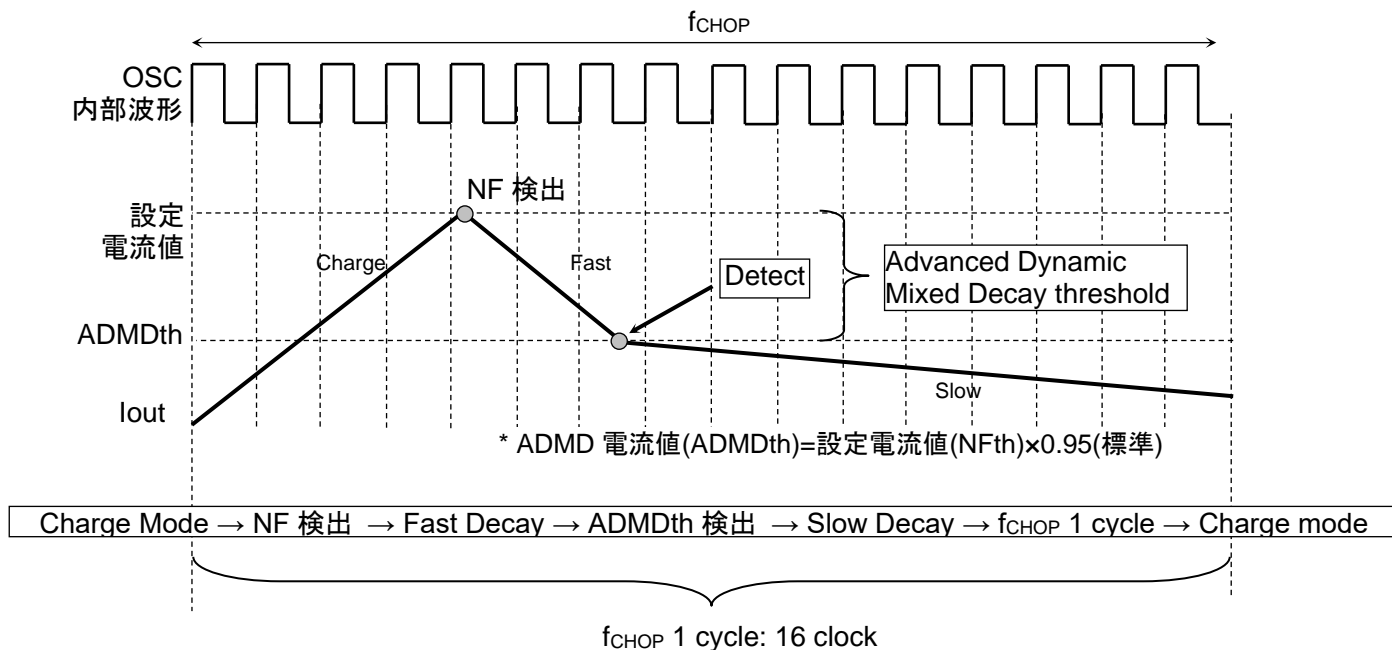 fCHOP
OSC
内部波形
NF 検出
設定
電流値
Charge
Fast
Detect
Advanced Dynamic
Mixed Decay threshold
ADMDth
Slow
Iout
* ADMD 電流値(ADMDth)=設定電流値(NFth)×0.95(標準)
Charge Mode → NF 検出 → Fast Decay → ADMDth 検出 → Slow Decay → fCHOP 1 cycle → Charge mode
fCHOP 1 cycle: 16 clock